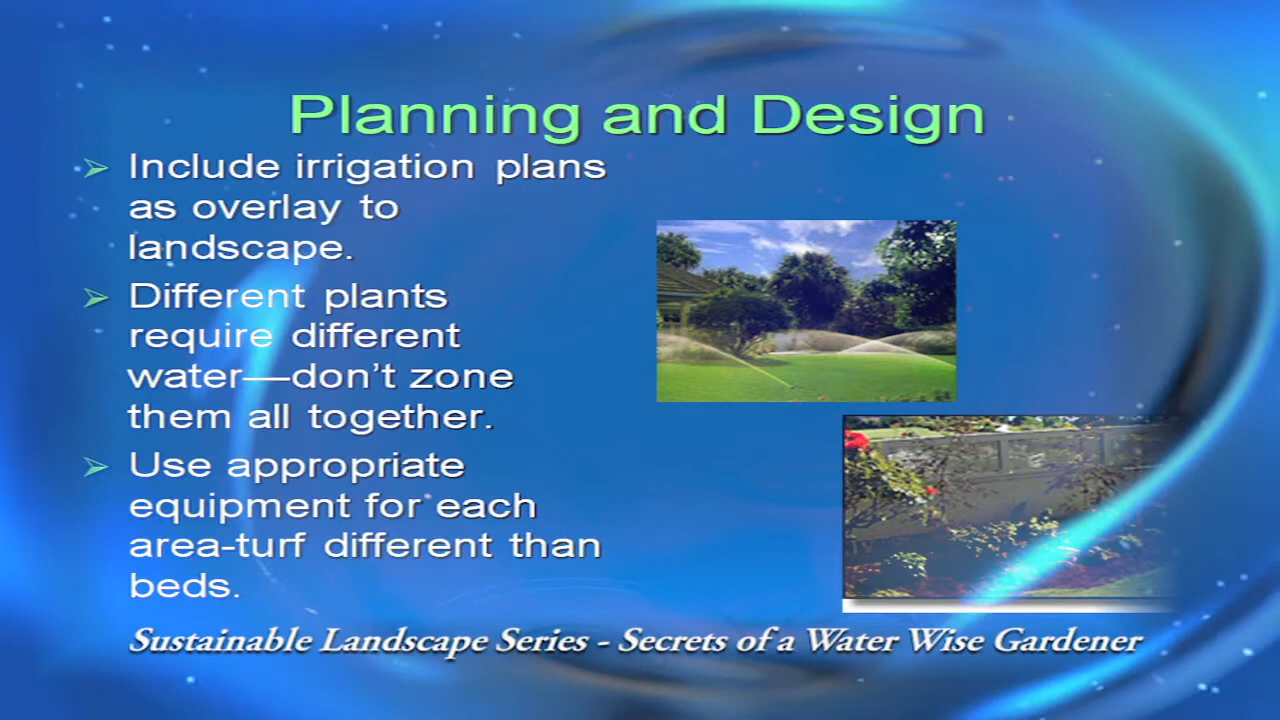 Planning and Design
➢ Include irrigation plans
as overlay to
landscape.
➢ Different plants
require different
water—don’t zone
them all together.
➢ Use appropriate
equipment for each
area-turf different than
beds.
Sustainable Landscape Series - Secrets of a Water Wise Gardener